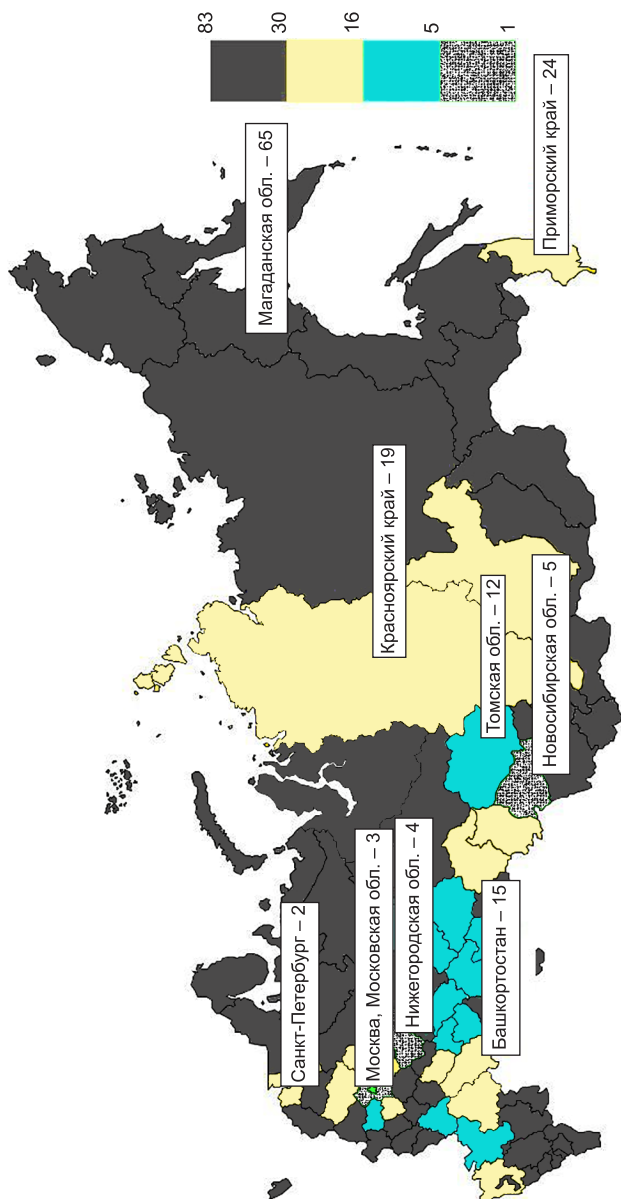 Магаданская обл. – 65
83
30
16
5
1
Приморский край – 24
Красноярский край – 19
Томская обл. – 12
Новосибирская обл. – 5
Санкт-Петербург – 2
Москва, Московская обл. – 3
Нижегородская обл. – 4
Башкортостан – 15